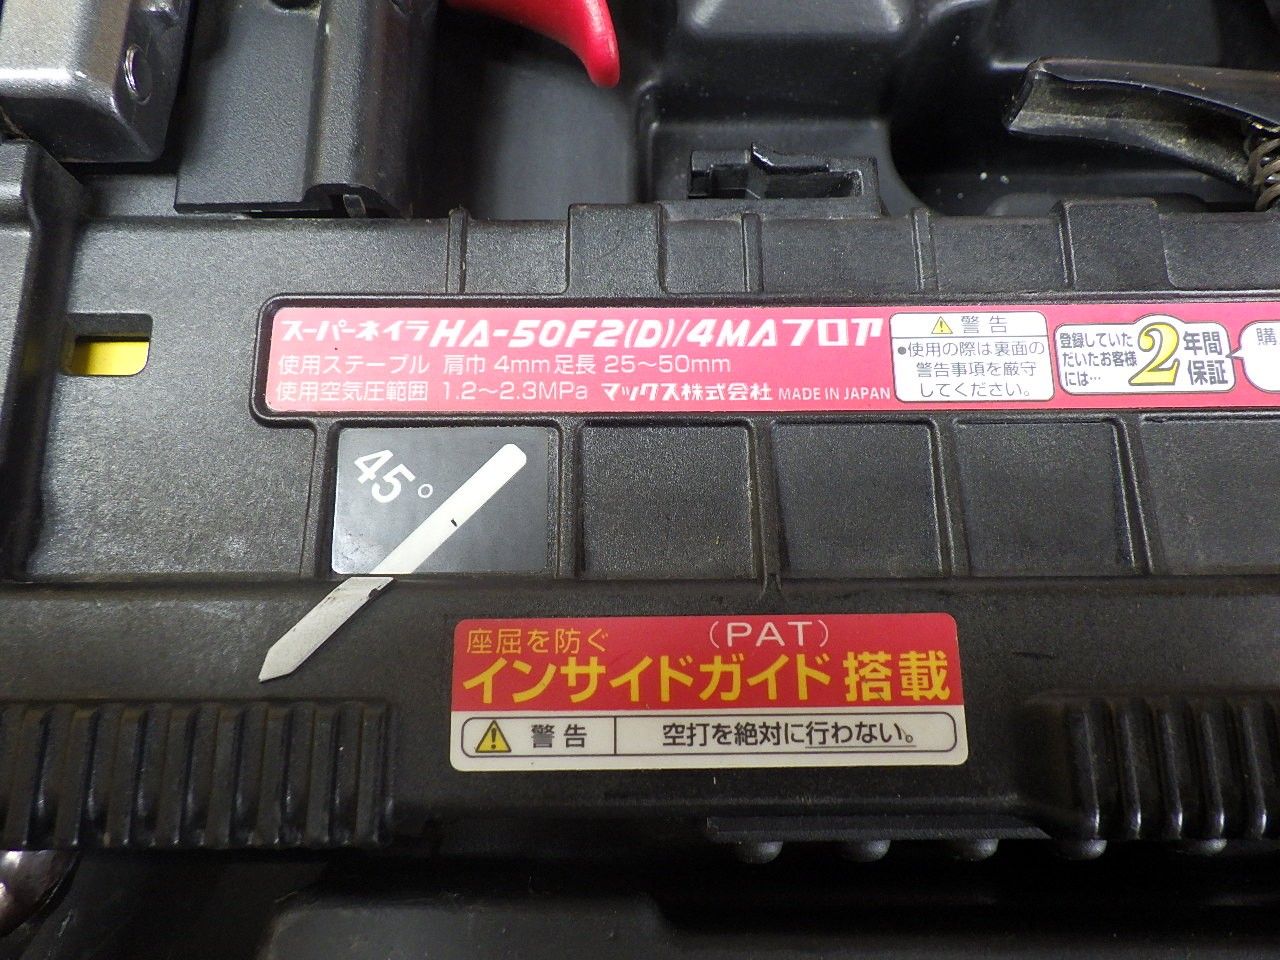 スーパーネイラHA-50F2(D)/4MAフロア
使用ステープル 肩巾 4mm 足長 25～50mm
使用空気圧範囲 1.2～2.3MPa マックス株式会社 MADE IN JAPAN
警告
•使用の際は裏面の
警告事項を厳守
してください。
登録していた
だいたお客様
には…
2年間
保証
購
45°
座屈を防ぐ (PAT)
インサイドガイド搭載
警告 空打を絶対に行わない。